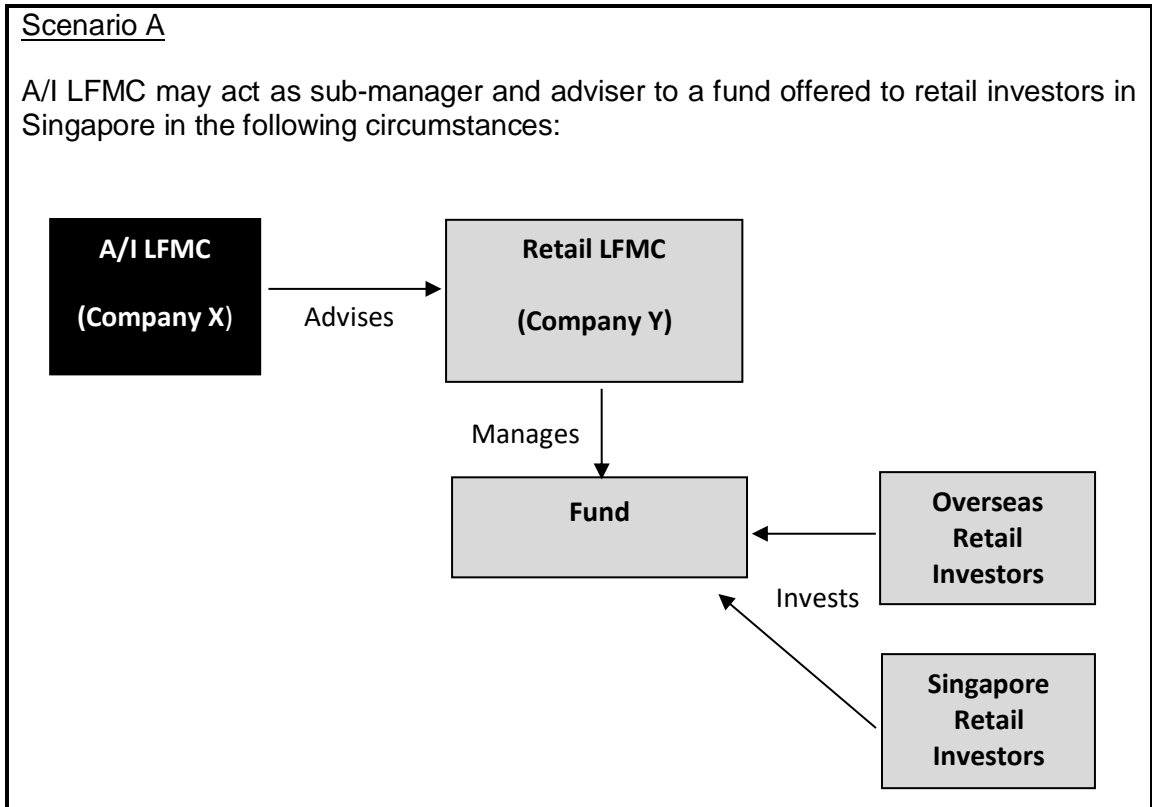 Scenario A
A/I LFMC may act as sub-manager and adviser to a fund offered to retail investors in
Singapore in the following circumstances:
A/I LFMC
(Company X)
Advises
Retail LFMC
(Company Y)
Manages
Fund
Overseas
Retail
Investors
Invests
Singapore
Retail
Investors